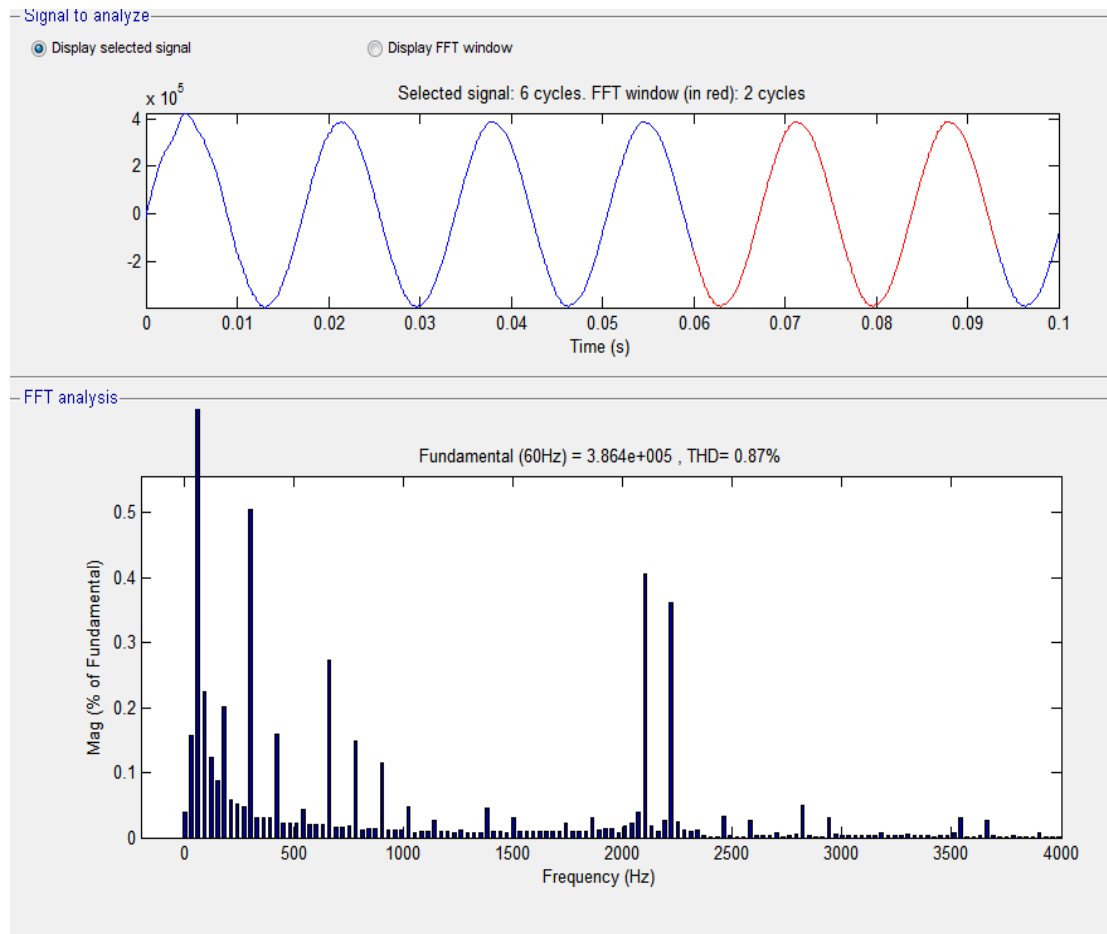 Signal to analyze
Display selected signal Display FFT window
x 10^5 Selected signal: 6 cycles. FFT window (in red): 2 cycles
4
2
0
-2
0 0.01 0.02 0.03 0.04 0.05 0.06 0.07 0.08 0.09 0.1
Time (s)
FFT analysis
Fundamental (60Hz) = 3.864e+005 , THD= 0.87%
Mag (% of Fundamental)
0.5
0.4
0.3
0.2
0.1
0
0 500 1000 1500 2000 2500 3000 3500 4000
Frequency (Hz)